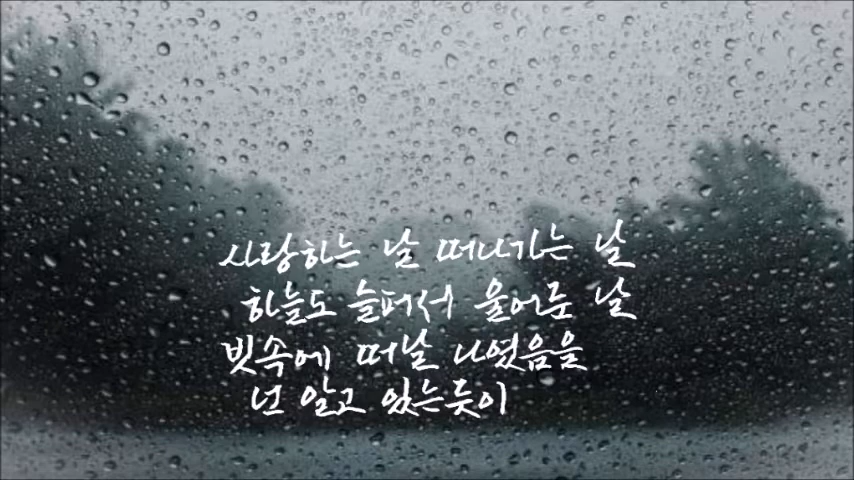 사랑하는 날 떠나가는 날
하늘도 슬퍼서 울어준 날
빗속에 떠날 나였음을
넌 알고 있는듯이